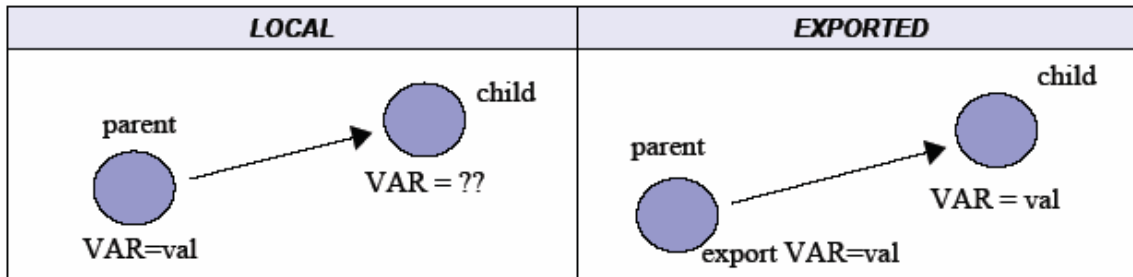 LOCAL
EXPORTED
parent
child
VAR = ??
VAR=val
parent
child
VAR = val
export VAR=val